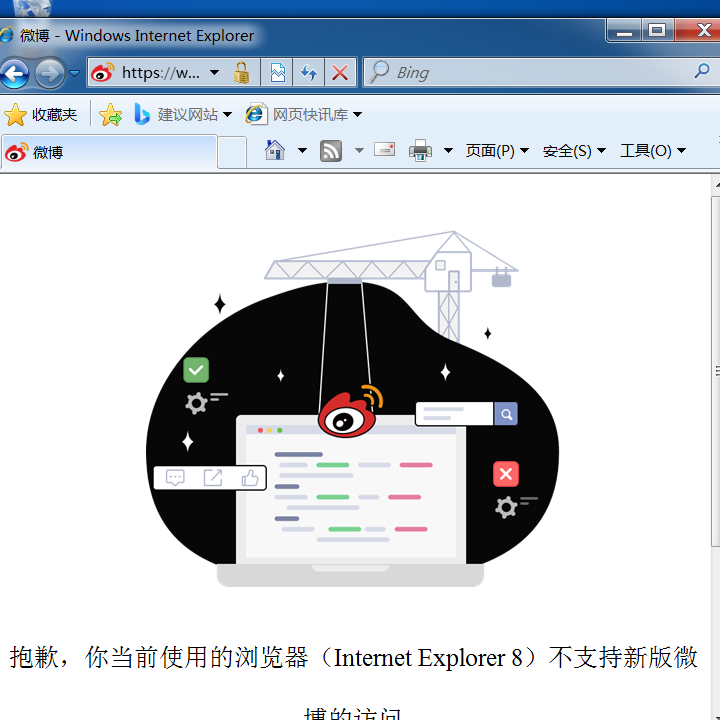 微博 - Windows Internet Explorer
https://w...
Bing
收藏夹
建议网站
网页快讯库
微博
页面(P)
安全(S)
工具(O)
抱歉，你当前使用的浏览器（Internet Explorer 8）不支持新版微
博的访问